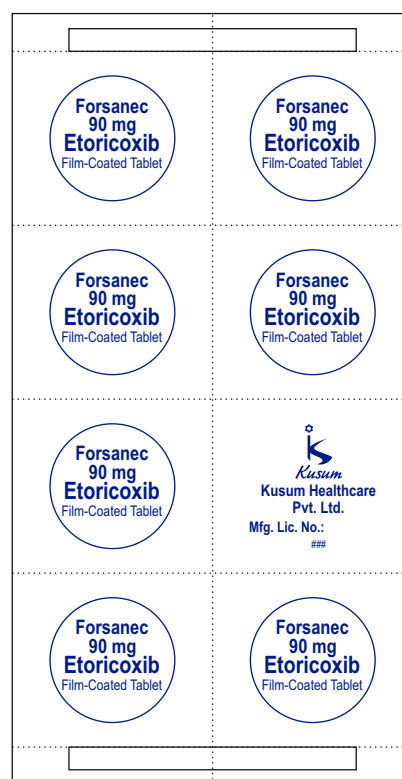 Forsanec
90 mg
Etoricoxib
Film-Coated Tablet
Forsanec
90 mg
Etoricoxib
Film-Coated Tablet
Forsanec
90 mg
Etoricoxib
Film-Coated Tablet
Forsanec
90 mg
Etoricoxib
Film-Coated Tablet
Forsanec
90 mg
Etoricoxib
Film-Coated Tablet
Kusum
Kusum Healthcare
Pvt. Ltd.
Mfg. Lic. No.:
###
Forsanec
90 mg
Etoricoxib
Film-Coated Tablet
Forsanec
90 mg
Etoricoxib
Film-Coated Tablet